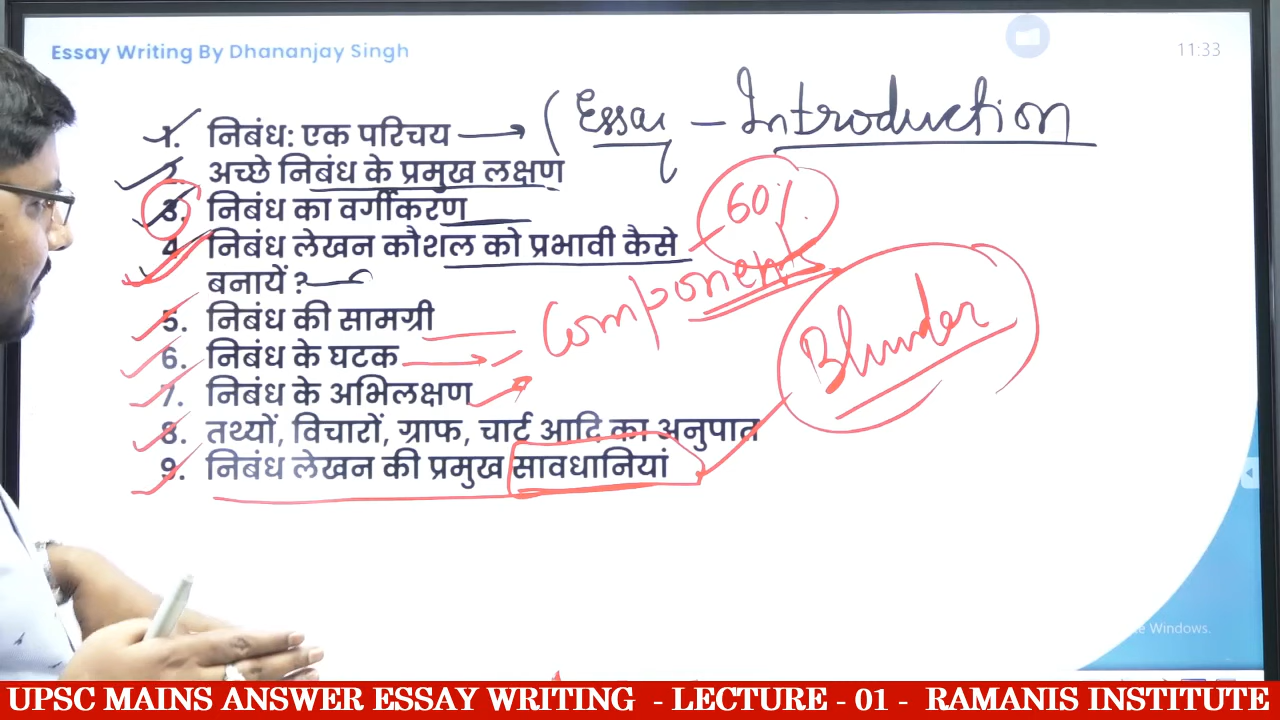 Essay Writing By Dhananjay Singh
11:33
1. निबंध: एक परिचय → ( Essay – Introduction
2. अच्छे निबंध के प्रमुख लक्षण
3. निबंध का वर्गीकरण
60%
4. निबंध लेखन कौशल को प्रभावी कैसे
बनायें ?
Components
5. निबंध की सामग्री
Blunder
6. निबंध के घटक
7. निबंध के अभिलक्षण
8. तथ्यों, विचारों, ग्राफ, चार्ट आदि का अनुपात
9. निबंध लेखन की प्रमुख सावधानियां
Windows.
UPSC MAINS ANSWER ESSAY WRITING - LECTURE - 01 - RAMANIS INSTITUTE